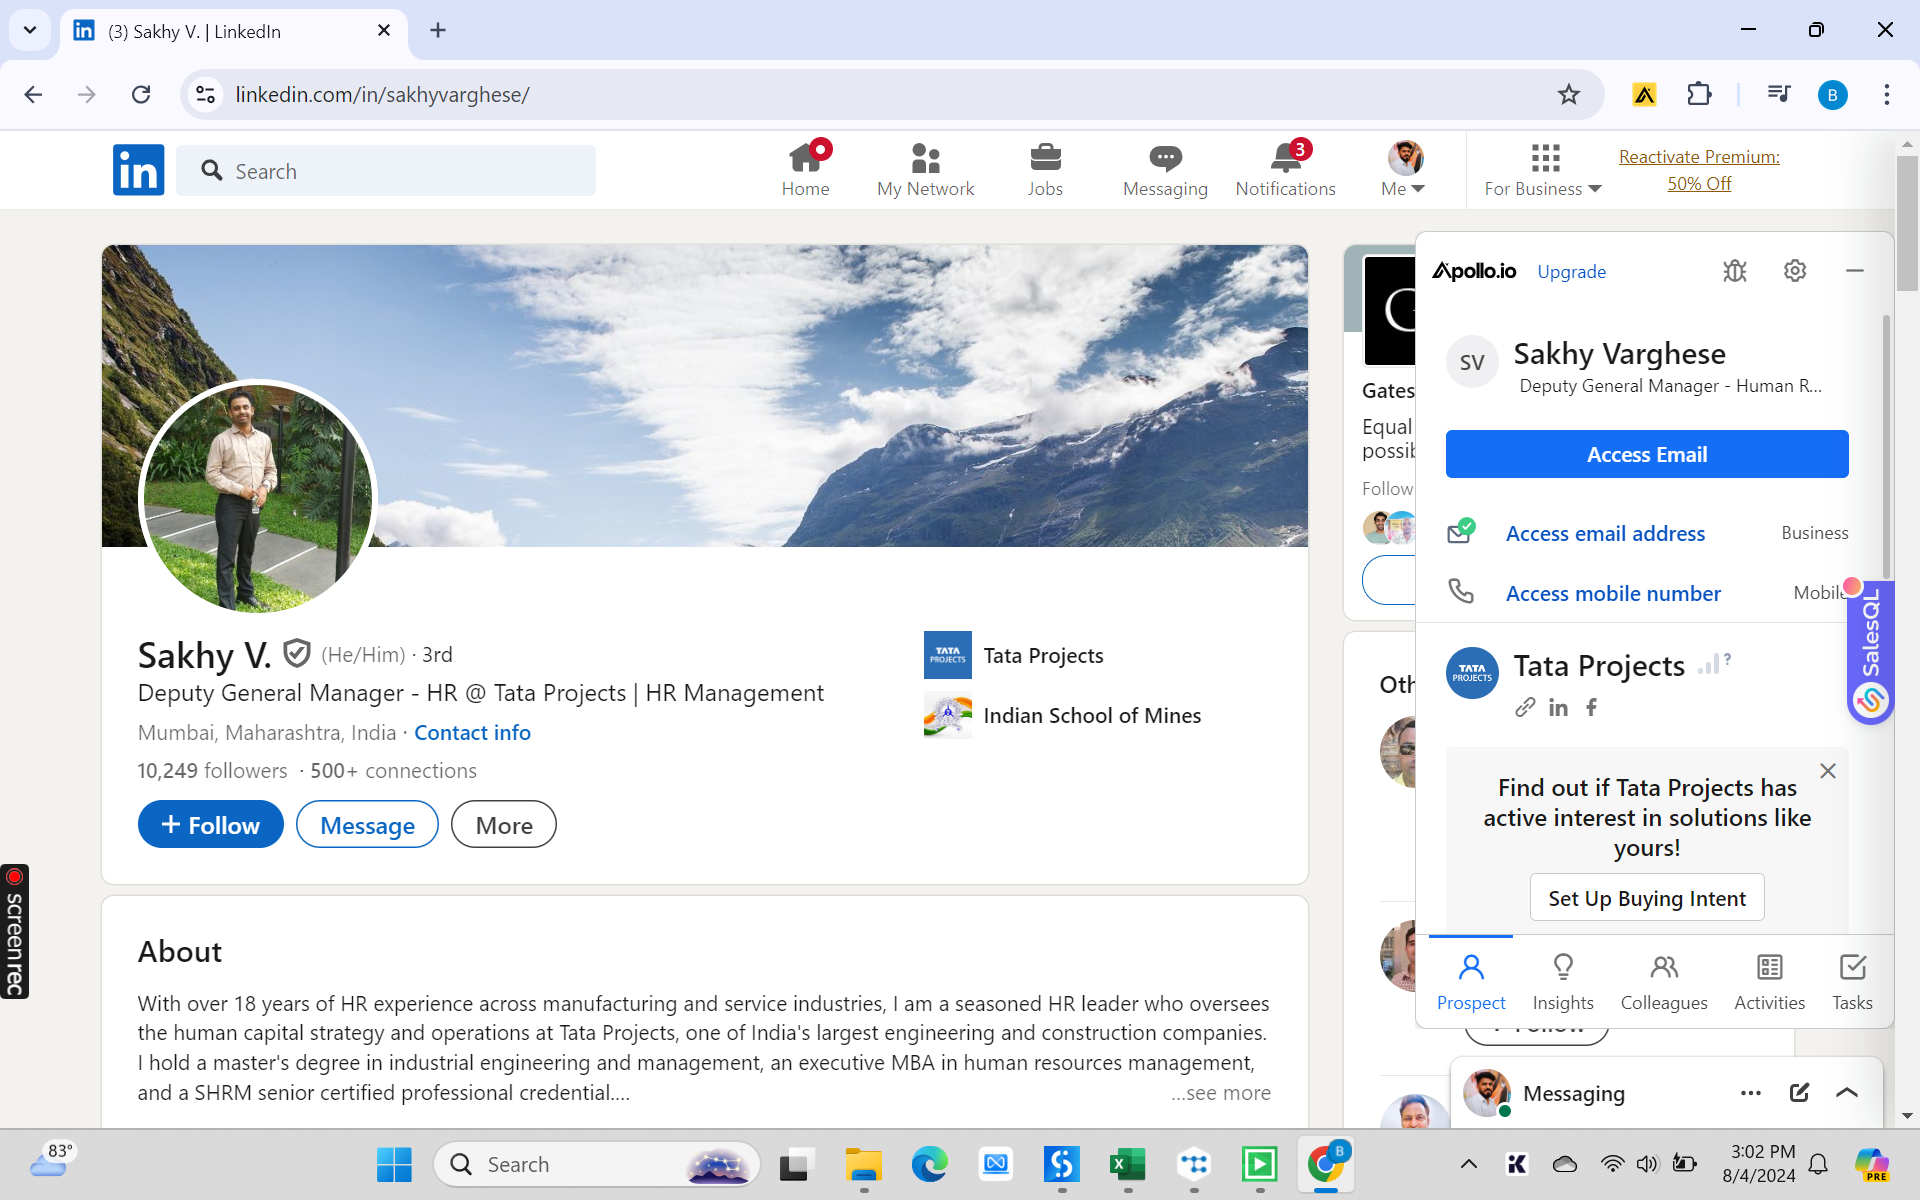 (3) Sakhy V. | LinkedIn
linkedin.com/in/sakhyvarghese/
B
in
Search
Home
My Network
Jobs
Messaging
3
Notifications
Me
For Business
Reactivate Premium:
50% Off
Sakhy V. (He/Him) · 3rd
Deputy General Manager - HR @ Tata Projects | HR Management
Mumbai, Maharashtra, India · Contact info
10,249 followers · 500+ connections
+ Follow
Message
More
TATA
PROJECTS
Tata Projects
Indian School of Mines
About
With over 18 years of HR experience across manufacturing and service industries, I am a seasoned HR leader who oversees
the human capital strategy and operations at Tata Projects, one of India's largest engineering and construction companies.
I hold a master's degree in industrial engineering and management, an executive MBA in human resources management,
and a SHRM senior certified professional credential....
...see more
Gates
Equal
possib
Follow
Oth
Apollo.io
Upgrade
SV
Sakhy Varghese
Deputy General Manager - Human R...
Access Email
Access email address
Business
Access mobile number
Mobile
SalesQL
TATA
PROJECTS
Tata Projects
?
in
f
Find out if Tata Projects has
active interest in solutions like
yours!
Set Up Buying Intent
Prospect
Insights
Colleagues
Activities
Tasks
+ Follow
Messaging
screenrec
83°
Search
B
3:02 PM
8/4/2024
PRE